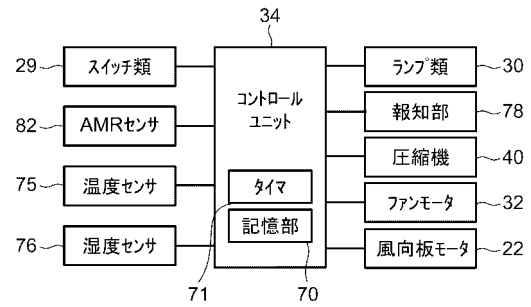 34
29
スイッチ類
82
AMRセンサ
75
温度センサ
76
湿度センサ
コントロール
ユニット
タイマ
記憶部
71
70
ランプ類
30
報知部
78
圧縮機
40
ファンモータ
32
風向板モータ
22